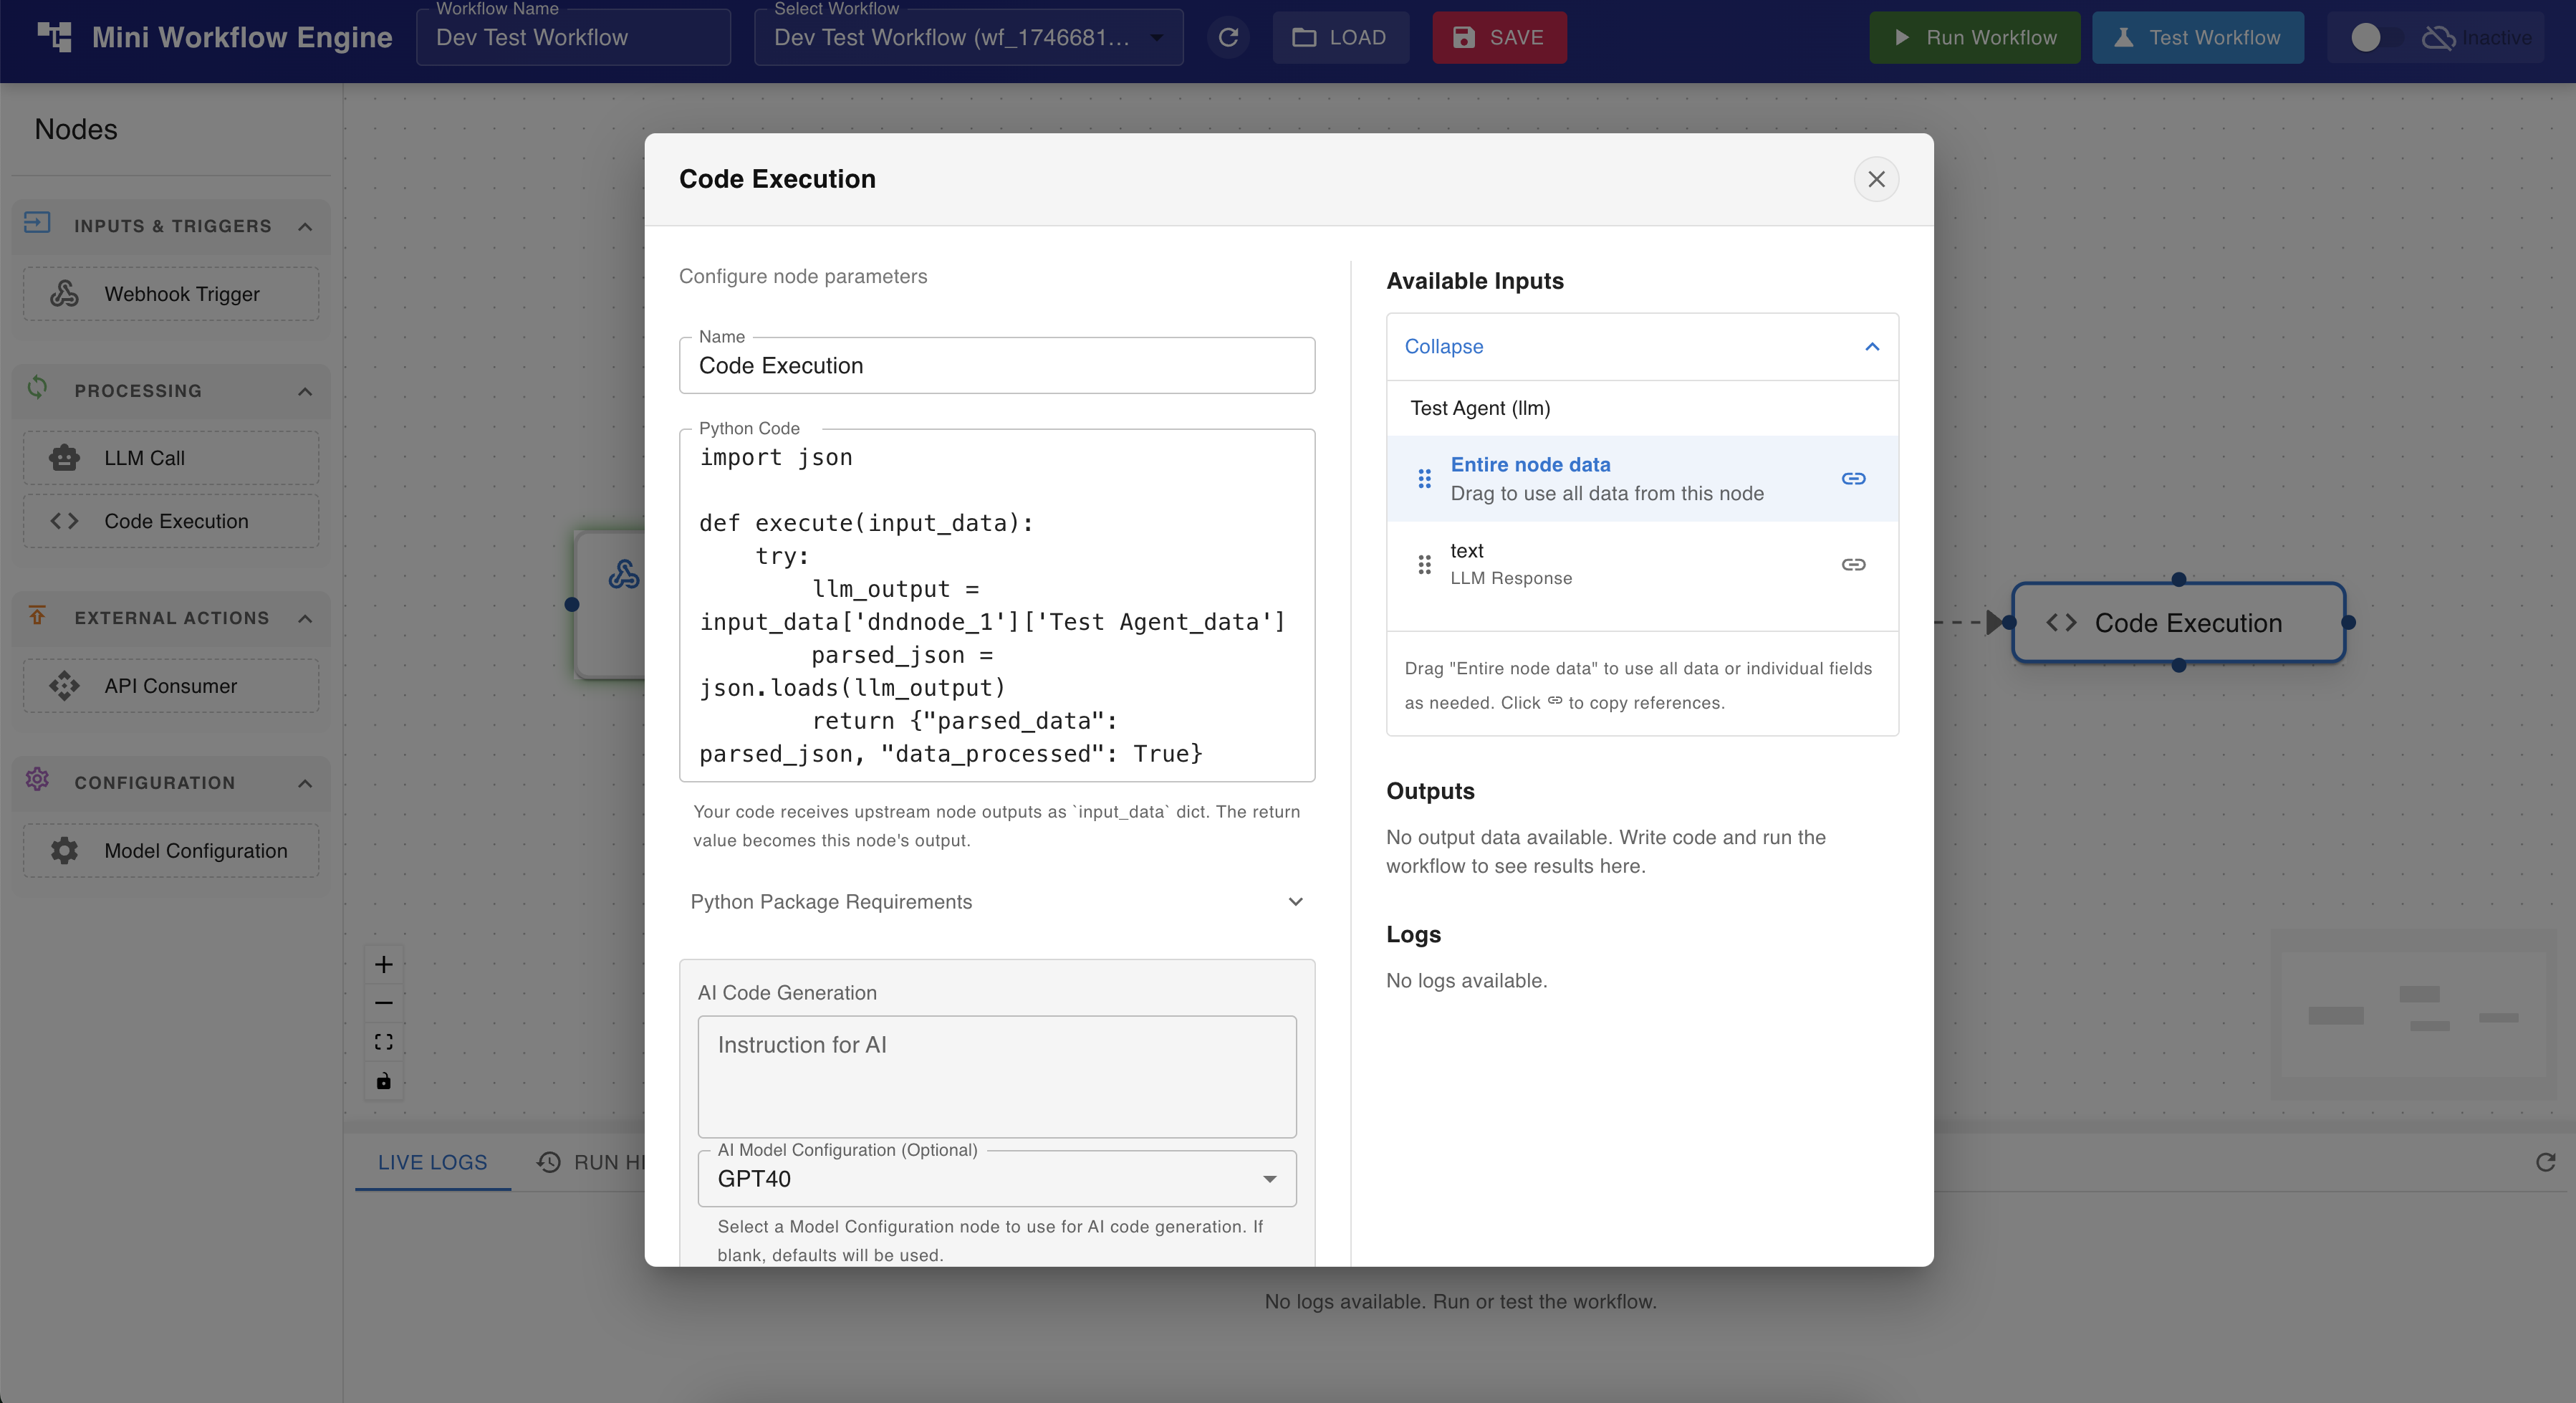 Mini Workflow Engine
Workflow Name
Dev Test Workflow
Select Workflow
Dev Test Workflow (wf_1746681...
LOAD
SAVE
Run Workflow
Test Workflow
Inactive
Nodes
INPUTS & TRIGGERS
Webhook Trigger
PROCESSING
LLM Call
Code Execution
EXTERNAL ACTIONS
API Consumer
CONFIGURATION
Model Configuration
Code Execution
Configure node parameters
Name
Code Execution
Python Code
import json
def execute(input_data):
try:
llm_output =
input_data['dndnode_1']['Test Agent_data']
parsed_json =
json.loads(llm_output)
return {"parsed_data":
parsed_json, "data_processed": True}
Your code receives upstream node outputs as `input_data` dict. The return
value becomes this node's output.
Python Package Requirements
AI Code Generation
Instruction for AI
AI Model Configuration (Optional)
GPT40
Select a Model Configuration node to use for AI code generation. If
blank, defaults will be used.
Available Inputs
Collapse
Test Agent (llm)
Entire node data
Drag to use all data from this node
text
LLM Response
Drag "Entire node data" to use all data or individual fields
as needed. Click to copy references.
Outputs
No output data available. Write code and run the
workflow to see results here.
Logs
No logs available.
Code Execution
LIVE LOGS
RUN HI
No logs available. Run or test the workflow.